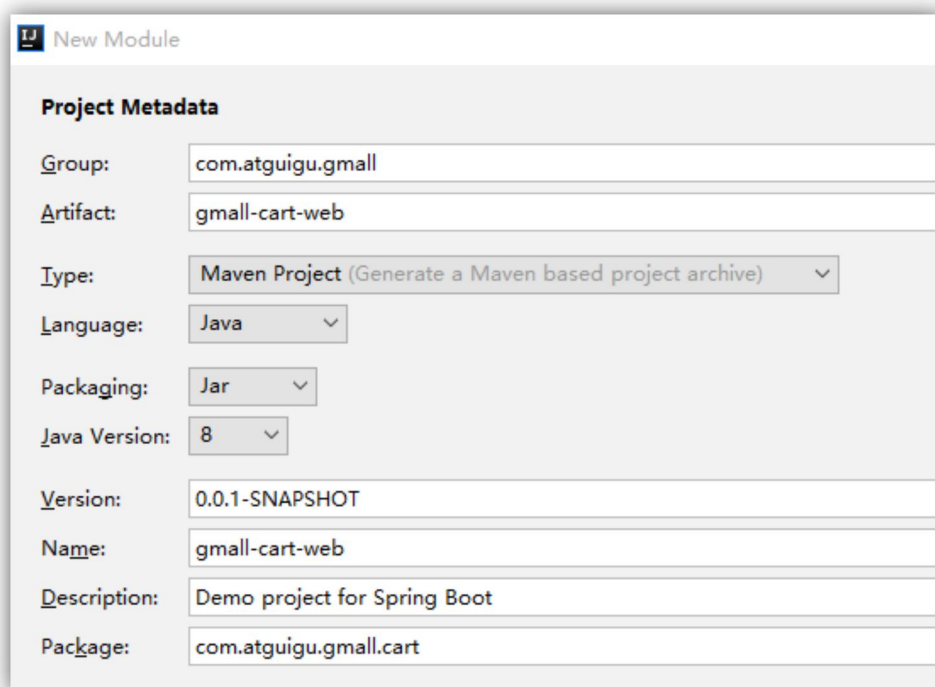 New Module
Project Metadata
Group: com.atguigu.gmall
Artifact: gmall-cart-web
Type: Maven Project (Generate a Maven based project archive)
Language: Java
Packaging: Jar
Java Version: 8
Version: 0.0.1-SNAPSHOT
Name: gmall-cart-web
Description: Demo project for Spring Boot
Package: com.atguigu.gmall.cart